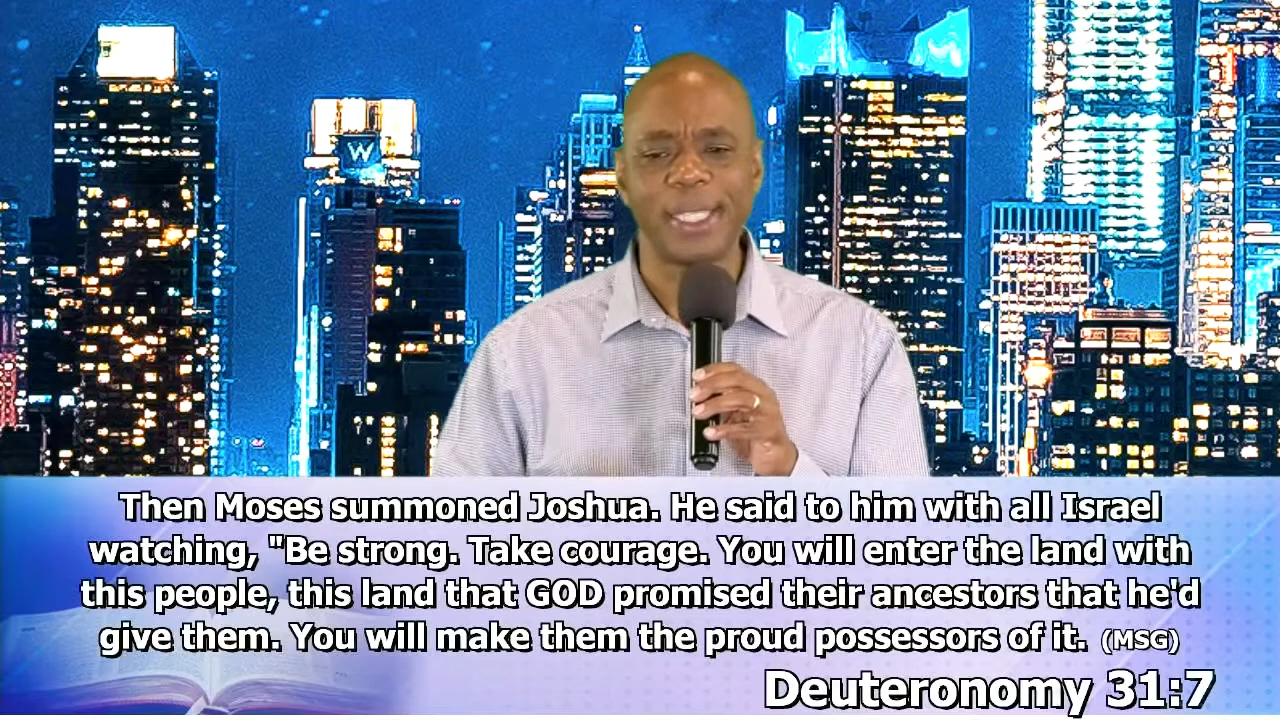 W
Then Moses summoned Joshua. He said to him with all Israel
watching, "Be strong. Take courage. You will enter the land with
this people, this land that GOD promised their ancestors that he'd
give them. You will make them the proud possessors of it. (MSG)
Deuteronomy 31:7